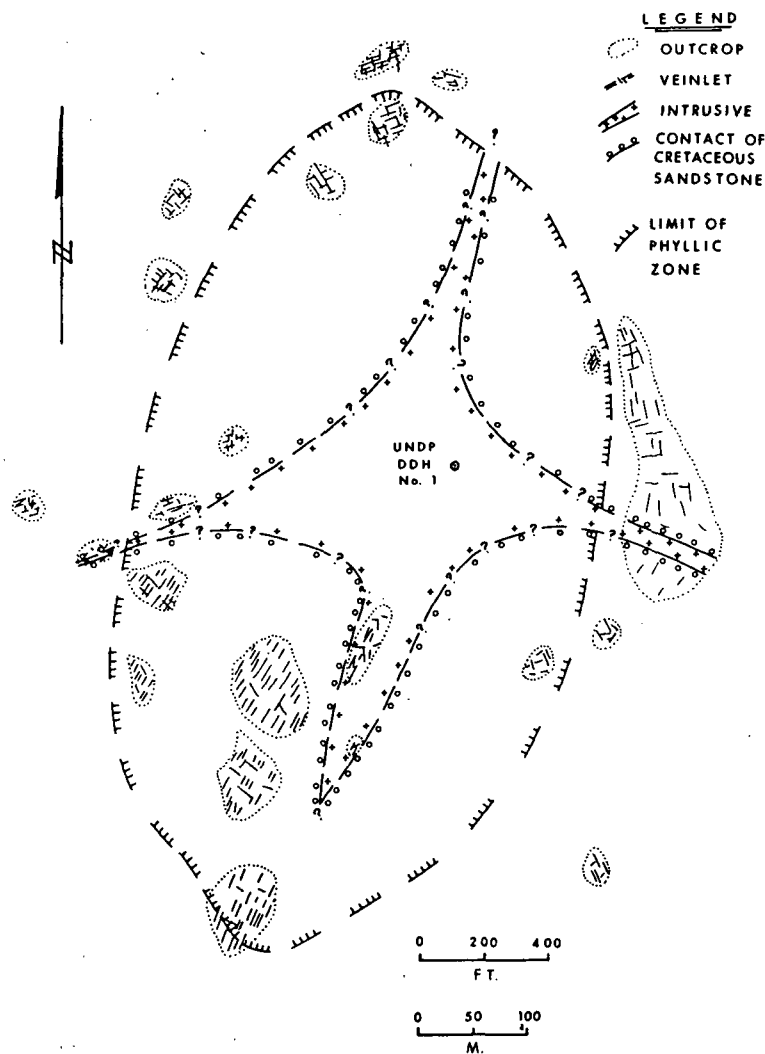 LEGEND
OUTCROP
VEINLET
INTRUSIVE
CONTACT OF
CRETACEOUS
SANDSTONE
LIMIT OF
PHYLLIC
ZONE
N
UNDP
DDH
No. 1
0 200 400
FT.
0 50 100
M.